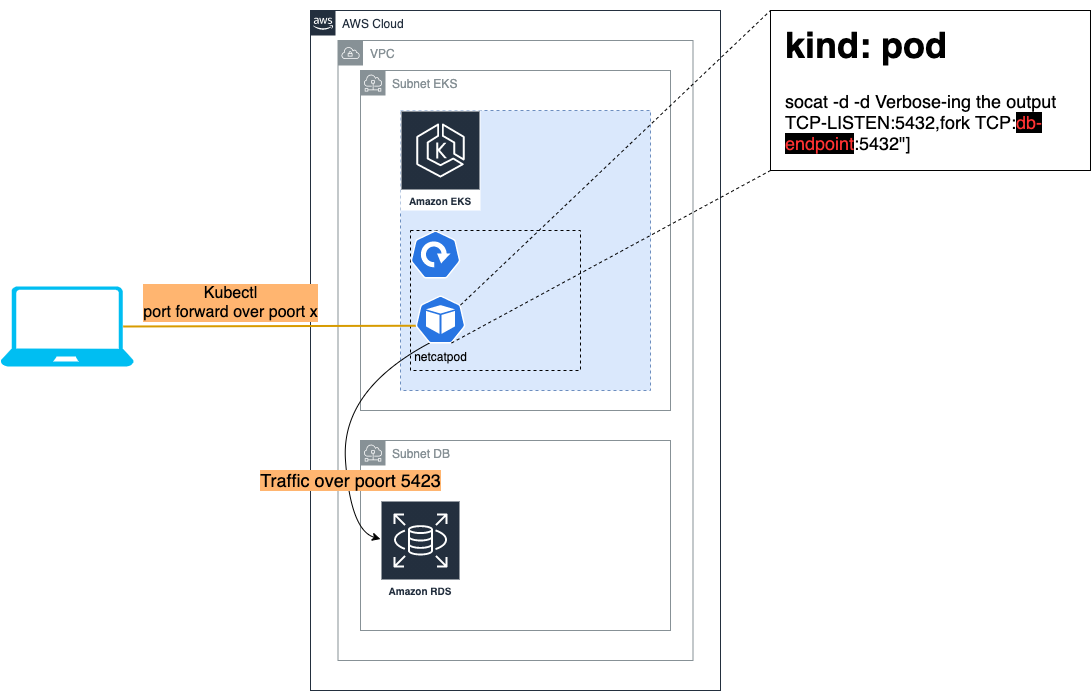 aws
AWS Cloud
VPC
Subnet EKS
K
Amazon EKS
netcatpod
Kubectl
port forward over poort x
kind: pod
socat -d -d Verbose-ing the output
TCP-LISTEN:5432,fork TCP:db-
endpoint:5432"]
Subnet DB
Traffic over poort 5423
Amazon RDS